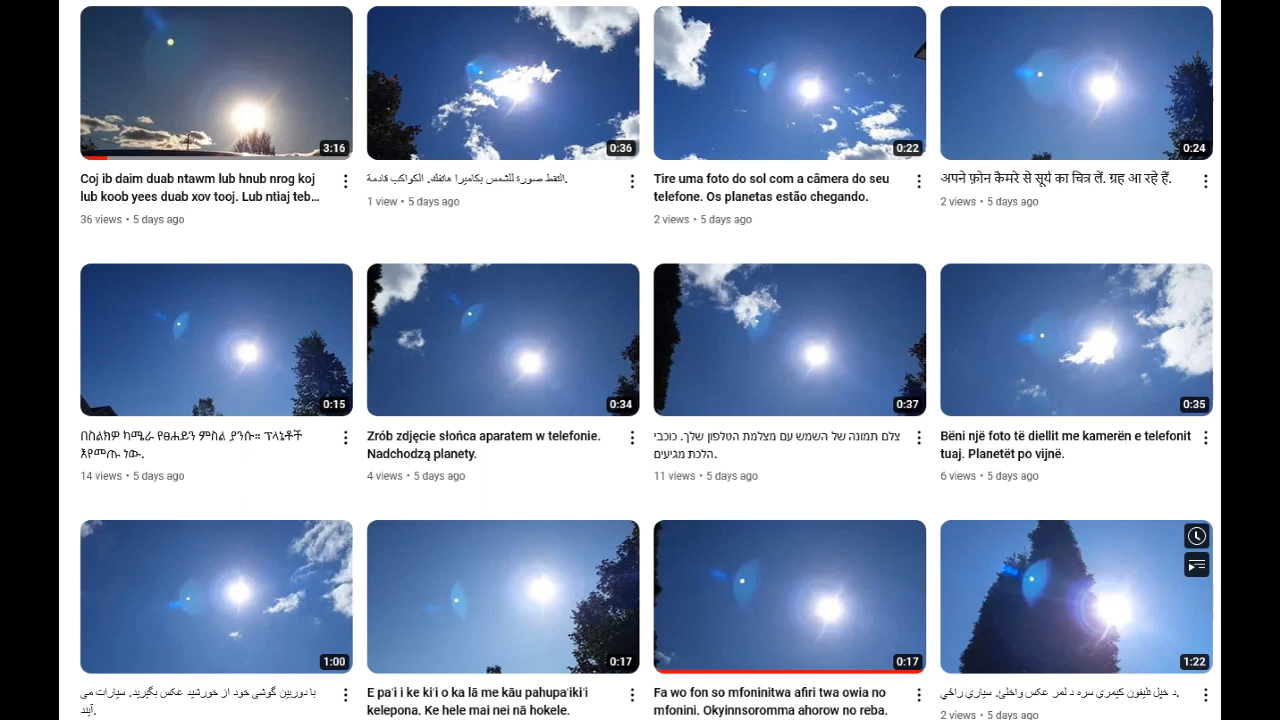 3:16
0:36
0:22
0:24
Coj ib daim duab ntawm lub hnub nrog koj
lub koob yees duab xov tooj. Lub ntiaj teb...
36 views • 5 days ago
التقط صورة للشمس بكاميرا هاتفك. الكواكب قادمة.
1 view • 5 days ago
Tire uma foto do sol com a câmera do seu
telefone. Os planetas estão chegando.
2 views • 5 days ago
अपने फ़ोन कैमरे से सूर्य का चित्र लें. ग्रह आ रहे हैं.
2 views • 5 days ago
0:15
0:34
0:37
0:35
በስልክዎ ካሜራ የፀሐይን ምስል ያንሱ። ፕላኔቶች
እየመጡ ነው.
14 views • 5 days ago
Zrób zdjęcie słońca aparatem w telefonie.
Nadchodzą planety.
4 views • 5 days ago
צלם תמונה של השמש עם מצלמת הטלפון שלך. כוכבי
הלכת מגיעים.
11 views • 5 days ago
Bëni një foto të diellit me kamerën e telefonit
tuaj. Planetët po vijnë.
6 views • 5 days ago
1:00
0:17
0:17
1:22
با دوربین گوشی خود از خورشید عکس بگیرید. سیارات می
آیند.
E paʻi i ke kiʻi o ka lā me kāu pahupaʻikiʻi
kelepona. Ke hele mai nei nā hokele.
Fa wo fon so mfoninitwa afiri twa owia no
mfonini. Okyinnsoromma ahorow no reba.
د خپل تلیفون کیمرې سره د لمر عکس واخلئ. سیارې راځي.
2 views • 5 days ago